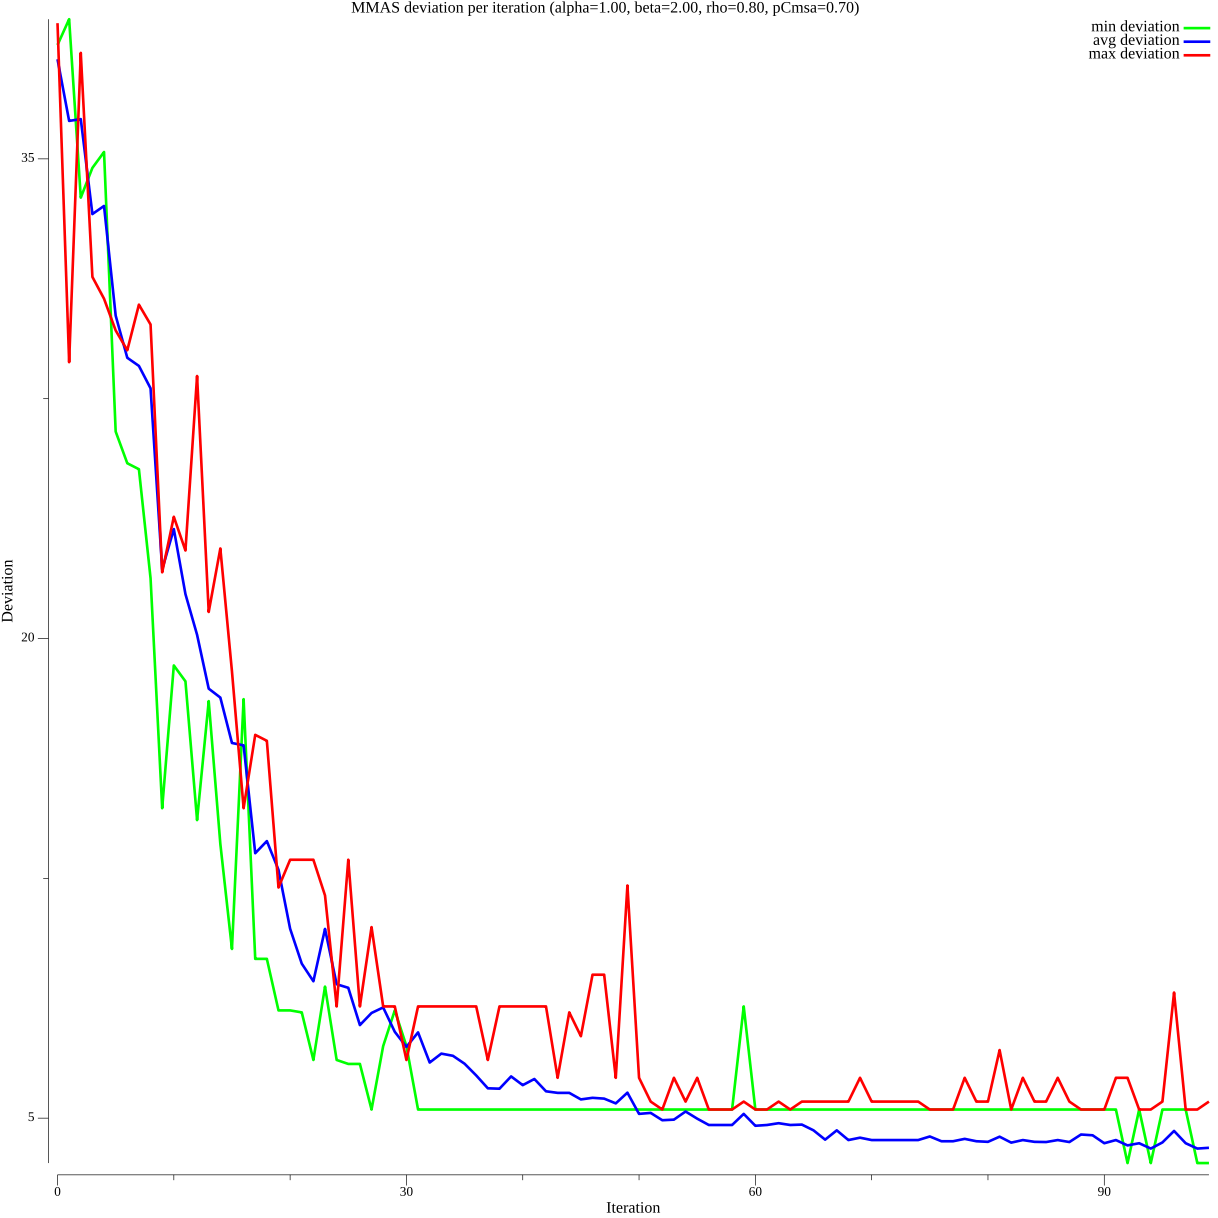 MMAS deviation per iteration (alpha=1.00, beta=2.00, rho=0.80, pCmsa=0.70)
min deviation
avg deviation
max deviation
35
20
5
Deviation
0
30
60
90
Iteration